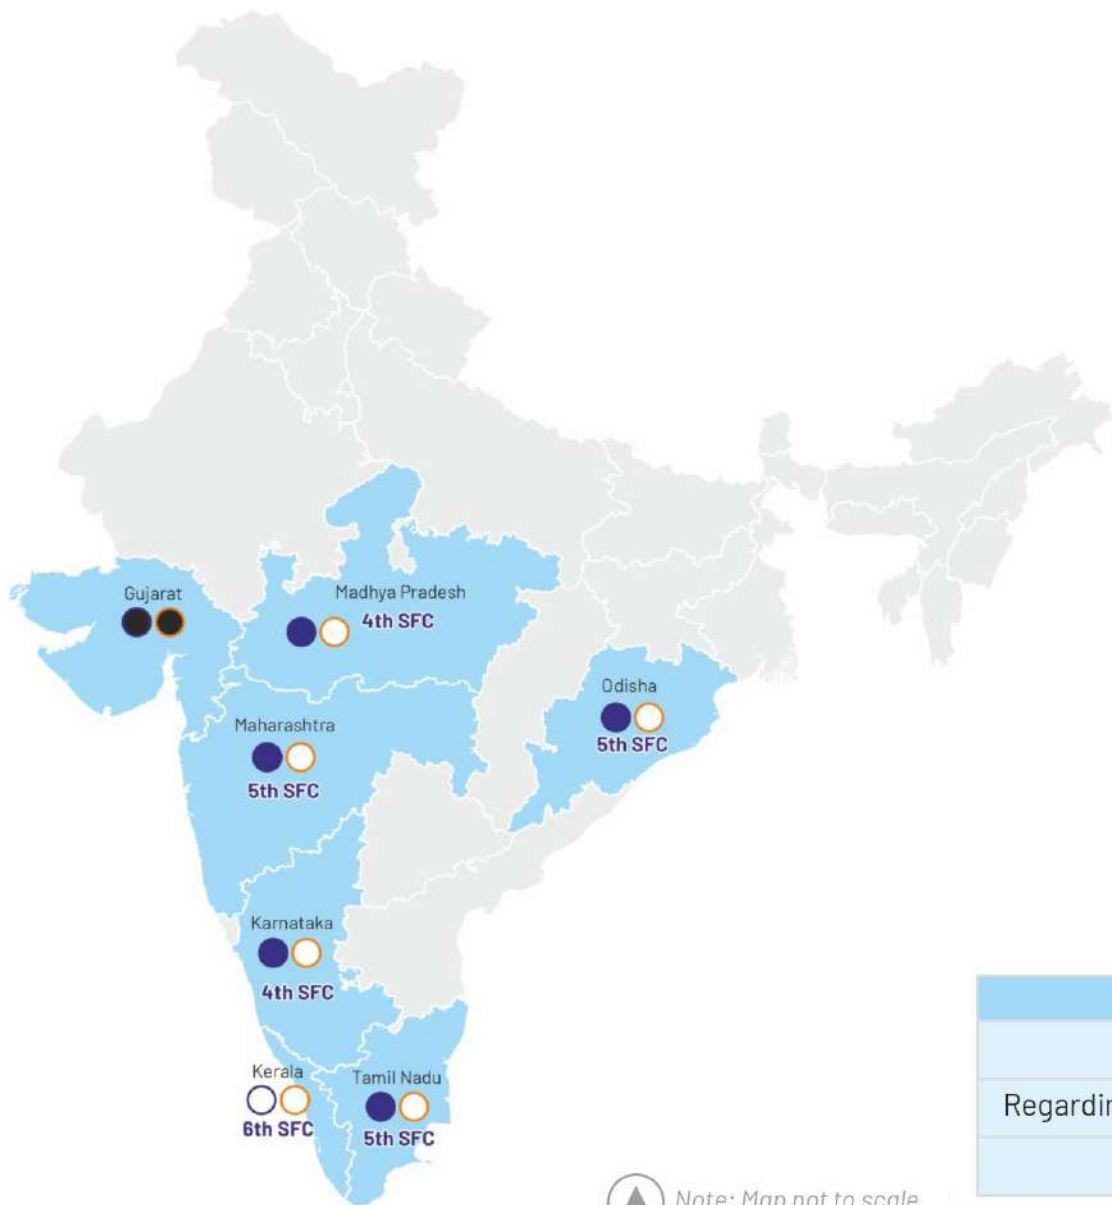 Gujarat
Madhya Pradesh
4th SFC
Odisha
5th SFC
Maharashtra
5th SFC
Karnataka
4th SFC
Kerala
6th SFC
Tamil Nadu
5th SFC
Note: Map not to scale